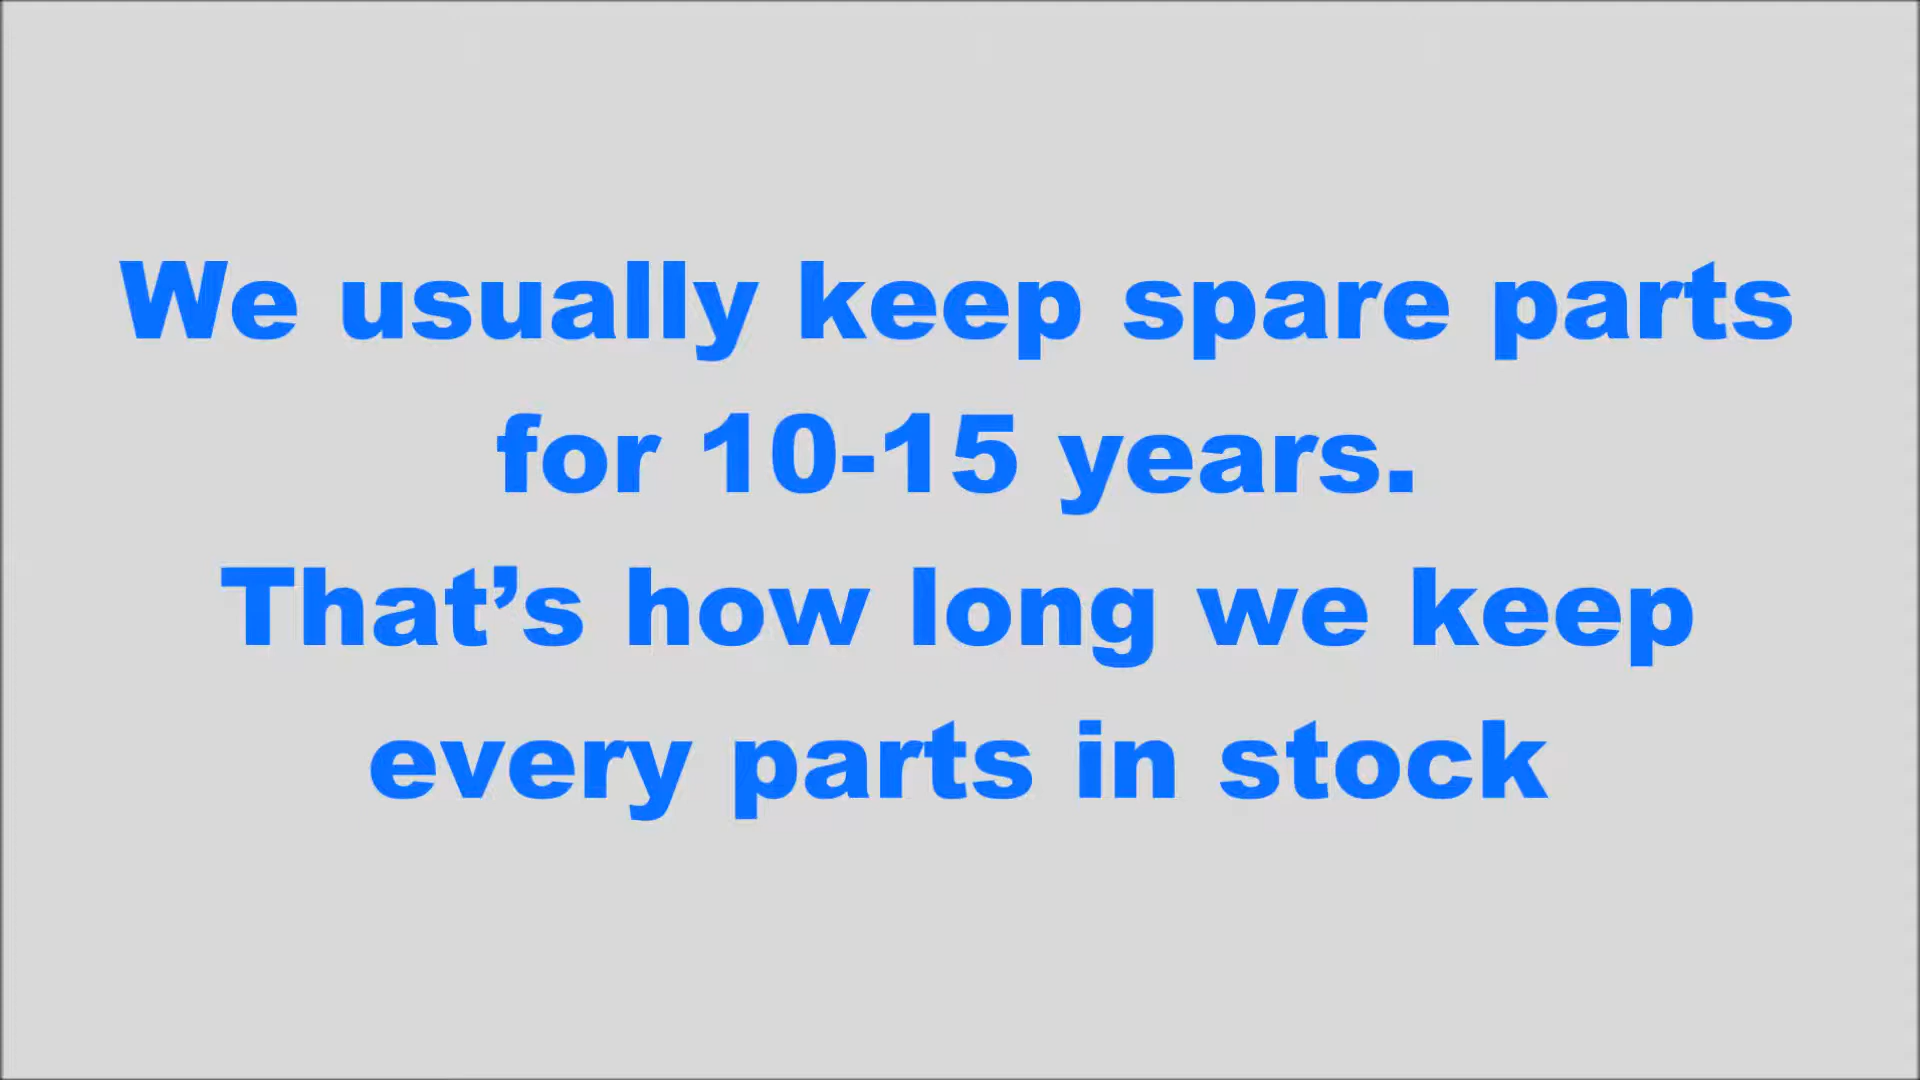 We usually keep spare parts
for 10-15 years.
That’s how long we keep
every parts in stock